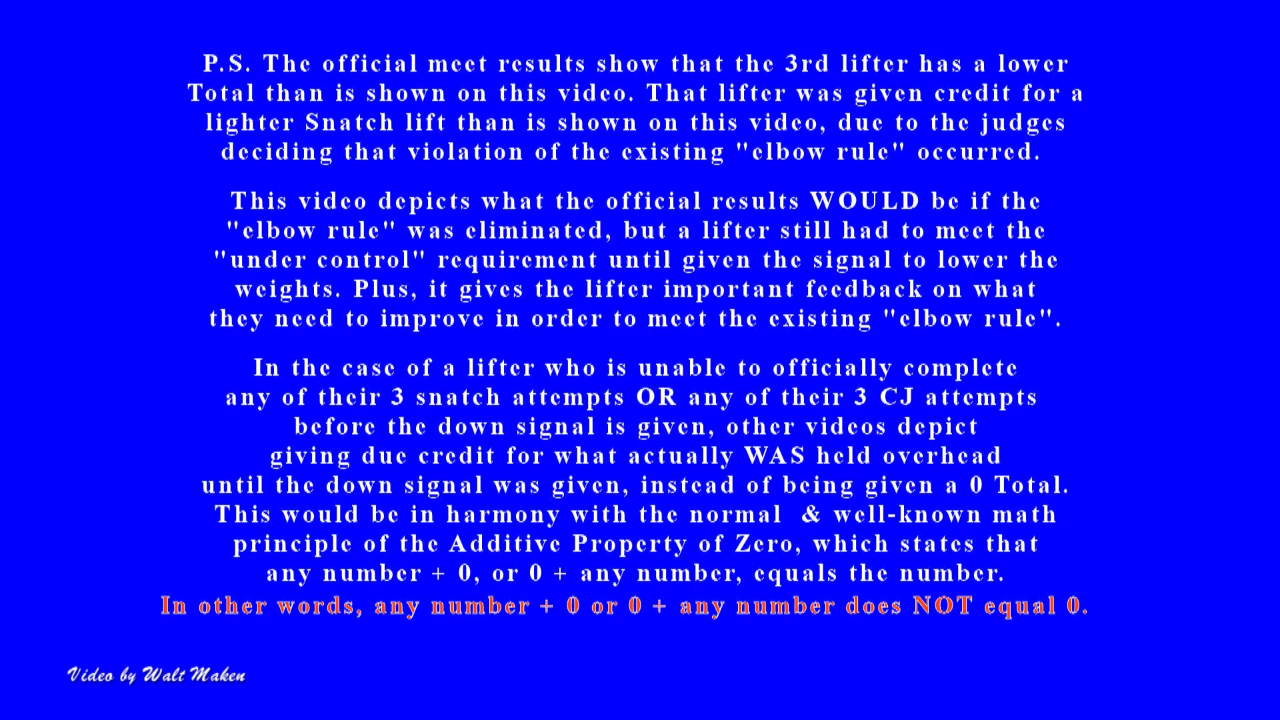 P.S. The official meet results show that the 3rd lifter has a lower
Total than is shown on this video. That lifter was given credit for a
lighter Snatch lift than is shown on this video, due to the judges
deciding that violation of the existing "elbow rule" occurred.
This video depicts what the official results WOULD be if the
"elbow rule" was eliminated, but a lifter still had to meet the
"under control" requirement until given the signal to lower the
weights. Plus, it gives the lifter important feedback on what
they need to improve in order to meet the existing "elbow rule".
In the case of a lifter who is unable to officially complete
any of their 3 snatch attempts OR any of their 3 CJ attempts
before the down signal is given, other videos depict
giving due credit for what actually WAS held overhead
until the down signal was given, instead of being given a 0 Total.
This would be in harmony with the normal & well-known math
principle of the Additive Property of Zero, which states that
any number + 0, or 0 + any number, equals the number.
In other words, any number + 0 or 0 + any number does NOT equal 0.
Video by Walt Maken